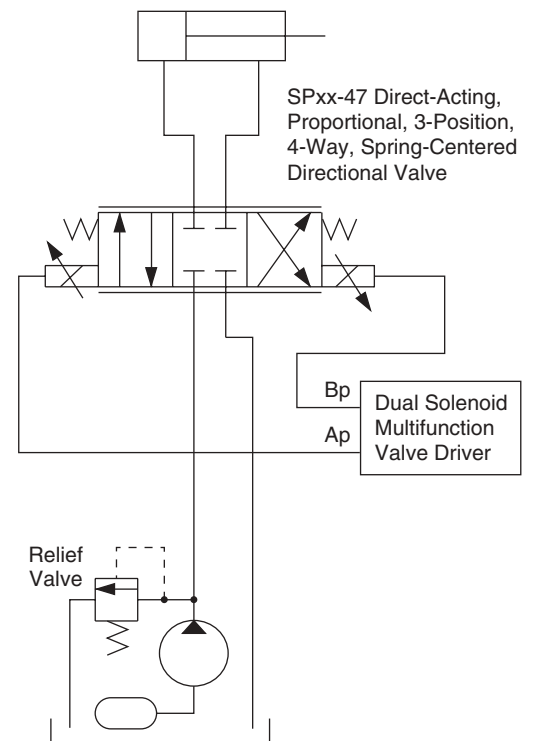 SPxx-47 Direct-Acting,
Proportional, 3-Position,
4-Way, Spring-Centered
Directional Valve
Bp
Ap
Dual Solenoid
Multifunction
Valve Driver
Relief
Valve